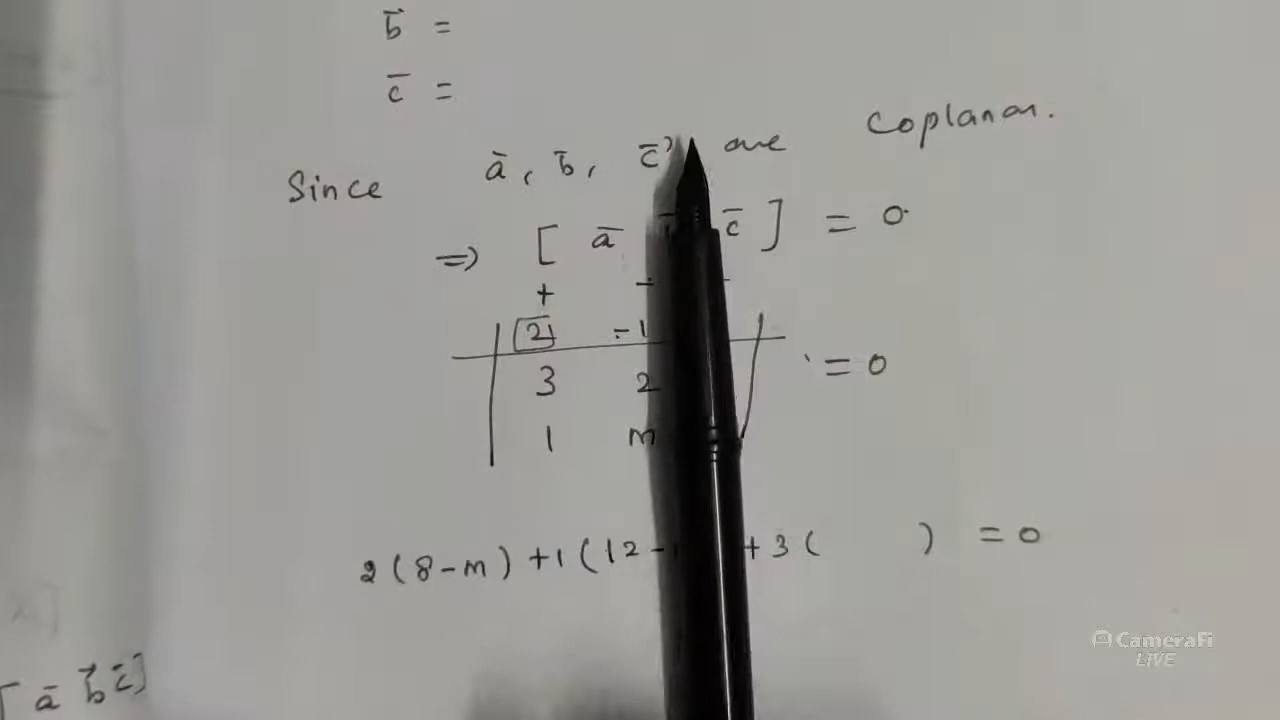 b̄ =
c̄ =
Since ā, b̄, c̄ are coplanar.
⇒ [ ā c̄ ] = 0
+ - +
2 -1
3 2 = 0
1 m
2(8-m) +1(12- +3( ) = 0
[ā b̄ c̄]
CameraFi
LIVE